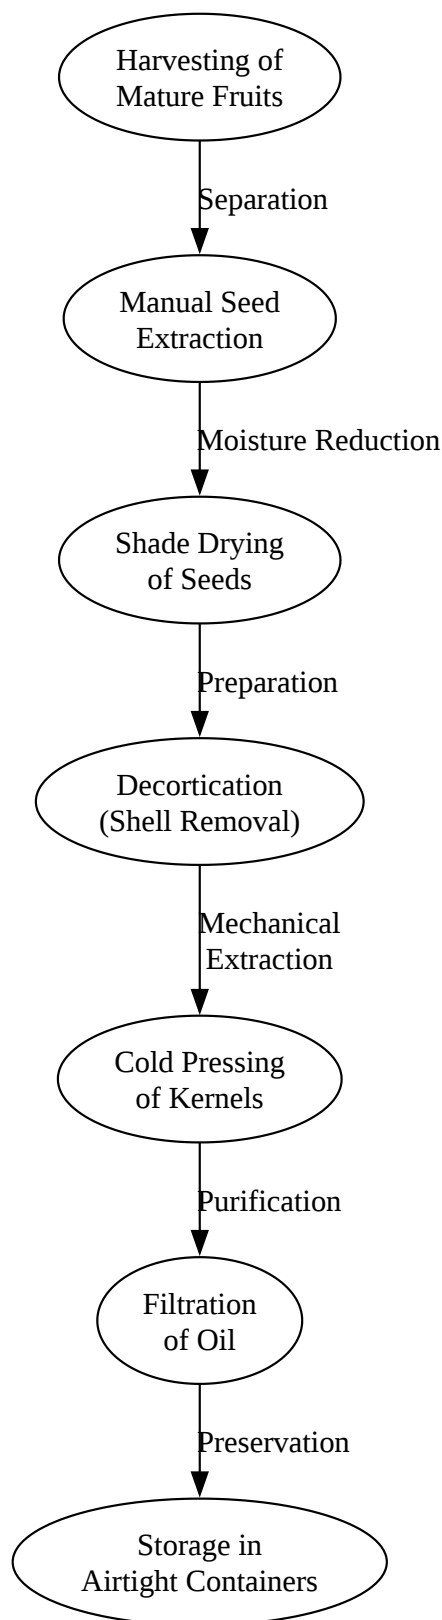 Harvesting of
Mature Fruits
Separation
Manual Seed
Extraction
Moisture Reduction
Shade Drying
of Seeds
Preparation
Decortication
(Shell Removal)
Mechanical
Extraction
Cold Pressing
of Kernels
Purification
Filtration
of Oil
Preservation
Storage in
Airtight Containers